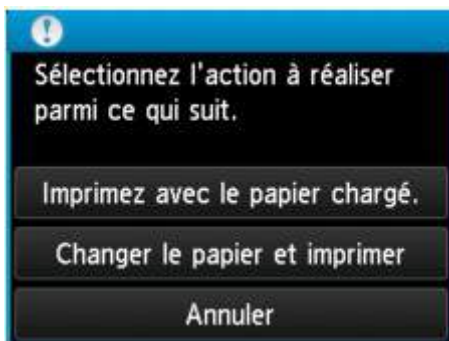 Sélectionnez l'action à réaliser
parmi ce qui suit.
Imprimez avec le papier chargé.
Changer le papier et imprimer
Annuler